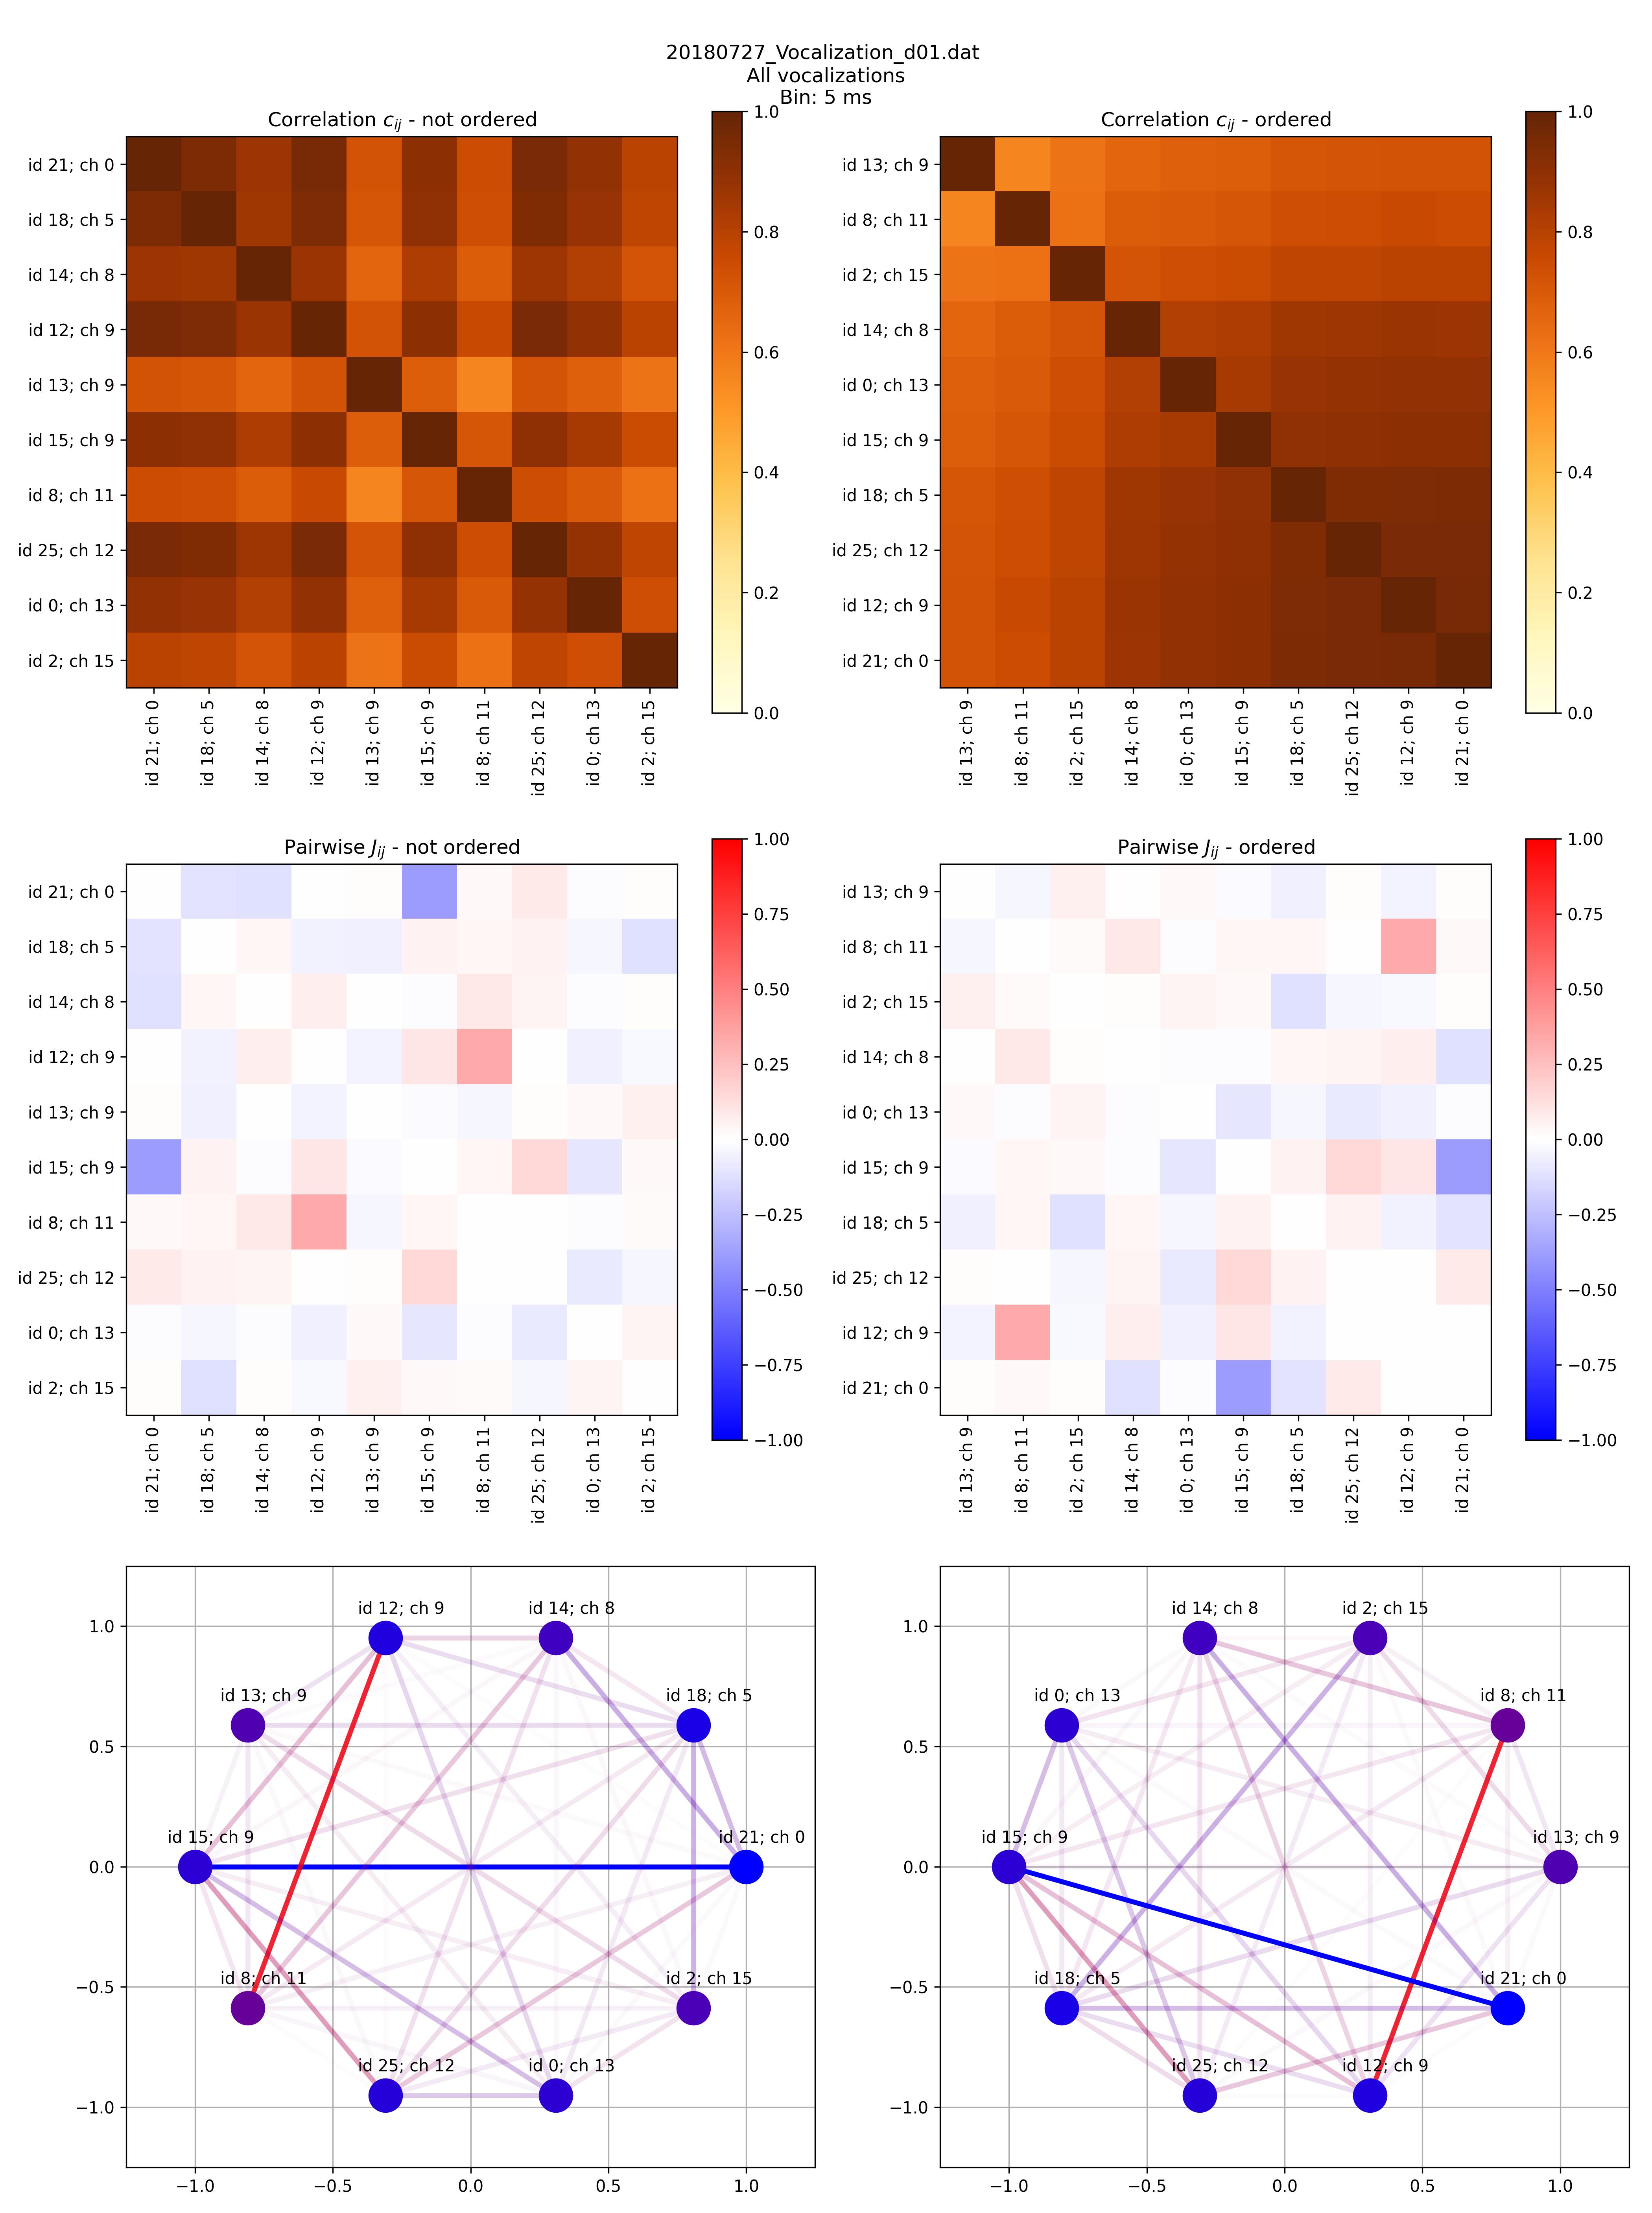 20180727_Vocalization_d01.dat
All vocalizations
Bin: 5 ms
Correlation c_ij - not ordered
id 21; ch 0
id 18; ch 5
id 14; ch 8
id 12; ch 9
id 13; ch 9
id 15; ch 9
id 8; ch 11
id 25; ch 12
id 0; ch 13
id 2; ch 15
id 21; ch 0
id 18; ch 5
id 14; ch 8
id 12; ch 9
id 13; ch 9
id 15; ch 9
id 8; ch 11
id 25; ch 12
id 0; ch 13
id 2; ch 15
1.0
0.8
0.6
0.4
0.2
0.0
Correlation c_ij - ordered
id 13; ch 9
id 8; ch 11
id 2; ch 15
id 14; ch 8
id 0; ch 13
id 15; ch 9
id 18; ch 5
id 25; ch 12
id 12; ch 9
id 21; ch 0
id 13; ch 9
id 8; ch 11
id 2; ch 15
id 14; ch 8
id 0; ch 13
id 15; ch 9
id 18; ch 5
id 25; ch 12
id 12; ch 9
id 21; ch 0
1.0
0.8
0.6
0.4
0.2
0.0
Pairwise J_ij - not ordered
id 21; ch 0
id 18; ch 5
id 14; ch 8
id 12; ch 9
id 13; ch 9
id 15; ch 9
id 8; ch 11
id 25; ch 12
id 0; ch 13
id 2; ch 15
id 21; ch 0
id 18; ch 5
id 14; ch 8
id 12; ch 9
id 13; ch 9
id 15; ch 9
id 8; ch 11
id 25; ch 12
id 0; ch 13
id 2; ch 15
1.00
0.75
0.50
0.25
0.00
−0.25
−0.50
−0.75
−1.00
Pairwise J_ij - ordered
id 13; ch 9
id 8; ch 11
id 2; ch 15
id 14; ch 8
id 0; ch 13
id 15; ch 9
id 18; ch 5
id 25; ch 12
id 12; ch 9
id 21; ch 0
id 13; ch 9
id 8; ch 11
id 2; ch 15
id 14; ch 8
id 0; ch 13
id 15; ch 9
id 18; ch 5
id 25; ch 12
id 12; ch 9
id 21; ch 0
1.00
0.75
0.50
0.25
0.00
−0.25
−0.50
−0.75
−1.00
1.0
0.5
0.0
−0.5
−1.0
id 12; ch 9
id 14; ch 8
id 13; ch 9
id 18; ch 5
id 15; ch 9
id 21; ch 0
id 8; ch 11
id 2; ch 15
id 25; ch 12
id 0; ch 13
−1.0
−0.5
0.0
0.5
1.0
1.0
0.5
0.0
−0.5
−1.0
id 14; ch 8
id 2; ch 15
id 0; ch 13
id 8; ch 11
id 15; ch 9
id 13; ch 9
id 18; ch 5
id 21; ch 0
id 25; ch 12
id 12; ch 9
−1.0
−0.5
0.0
0.5
1.0